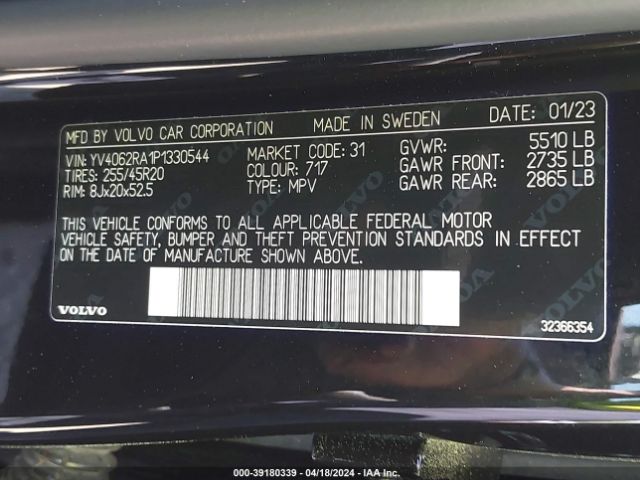 MFD BY VOLVO CAR CORPORATION MADE IN SWEDEN DATE: 01/23
VIN: YV4062RA1P1330544 MARKET CODE: 31 GVWR: 5510 LB
TIRES: 255/45R20 COLOUR: 717 GAWR FRONT: 2735 LB
RIM: 8Jx20x52.5 TYPE: MPV GAWR REAR: 2865 LB
THIS VEHICLE CONFORMS TO ALL APPLICABLE FEDERAL MOTOR
VEHICLE SAFETY, BUMPER AND THEFT PREVENTION STANDARDS IN EFFECT
ON THE DATE OF MANUFACTURE SHOWN ABOVE.
VOLVO 32366354
000-39180339 / 04/18/2024 - IAA Inc.